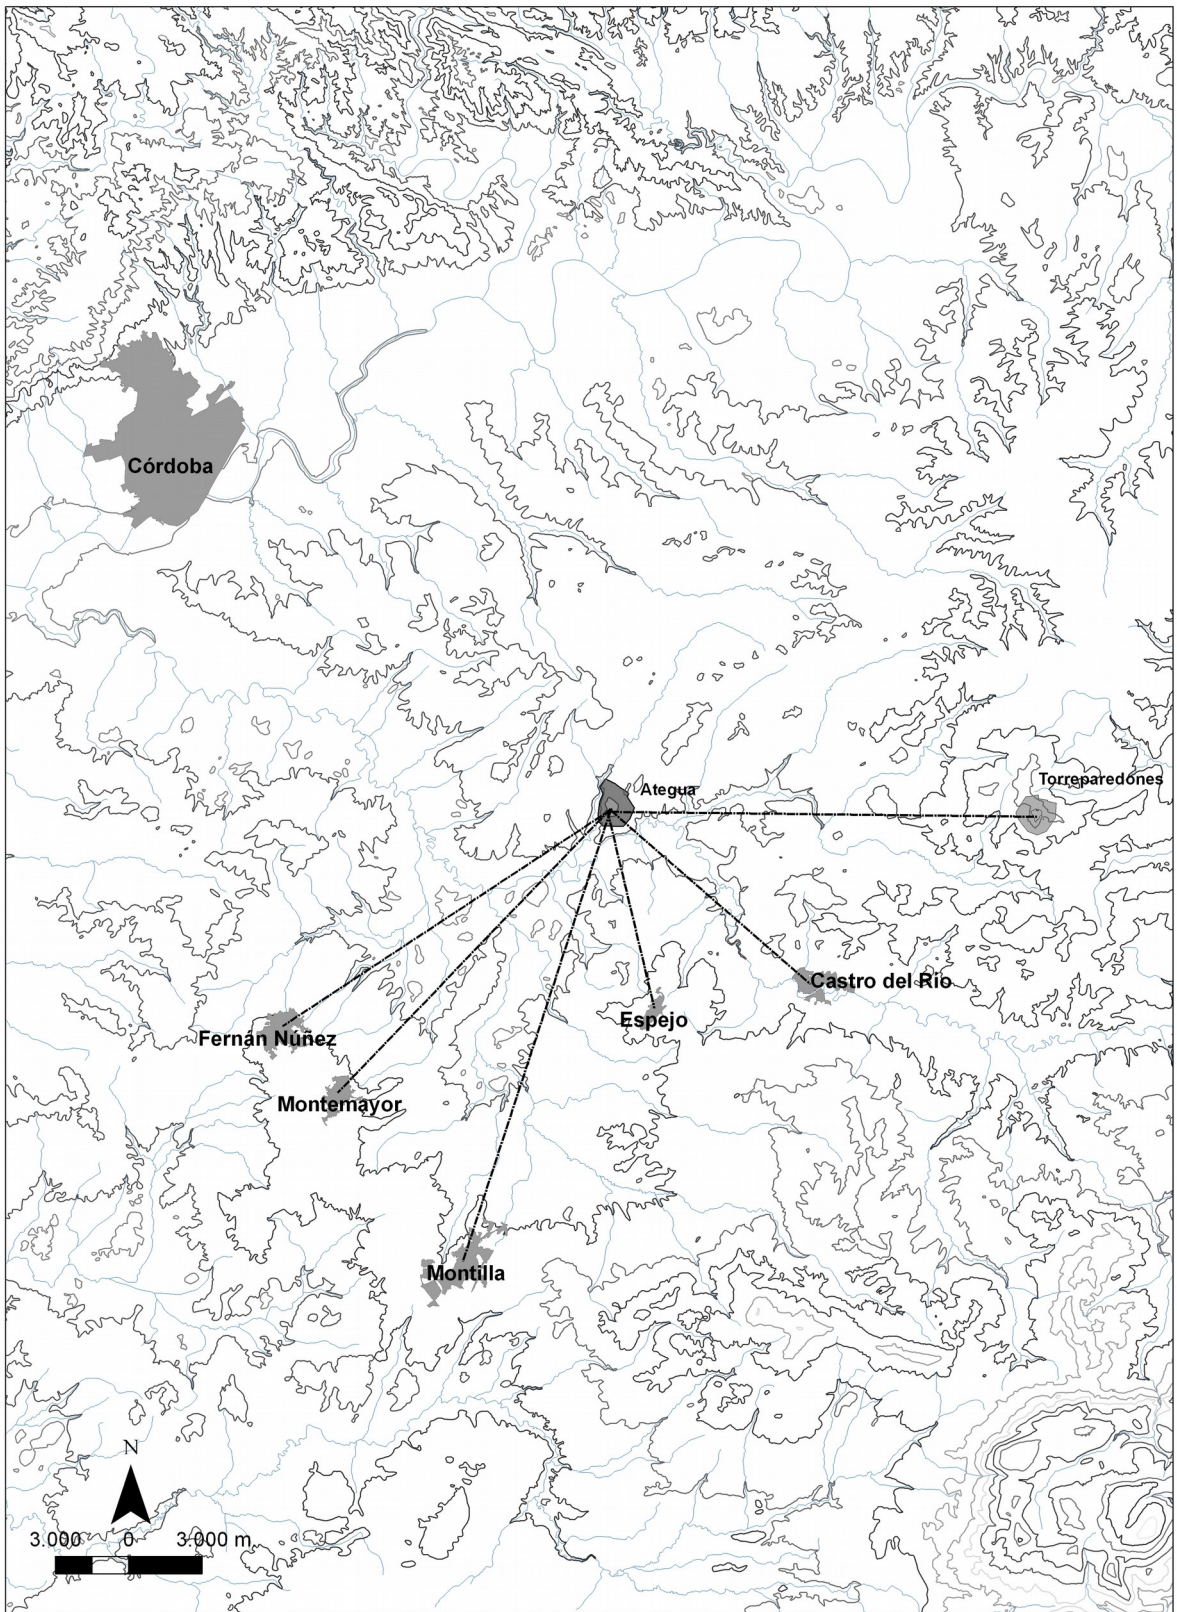 Córdoba
Torreparedones
Ategua
Castro del Río
Espejo
Fernán Núñez
Montemayor
Montilla
N
3.000 0 3.000 m